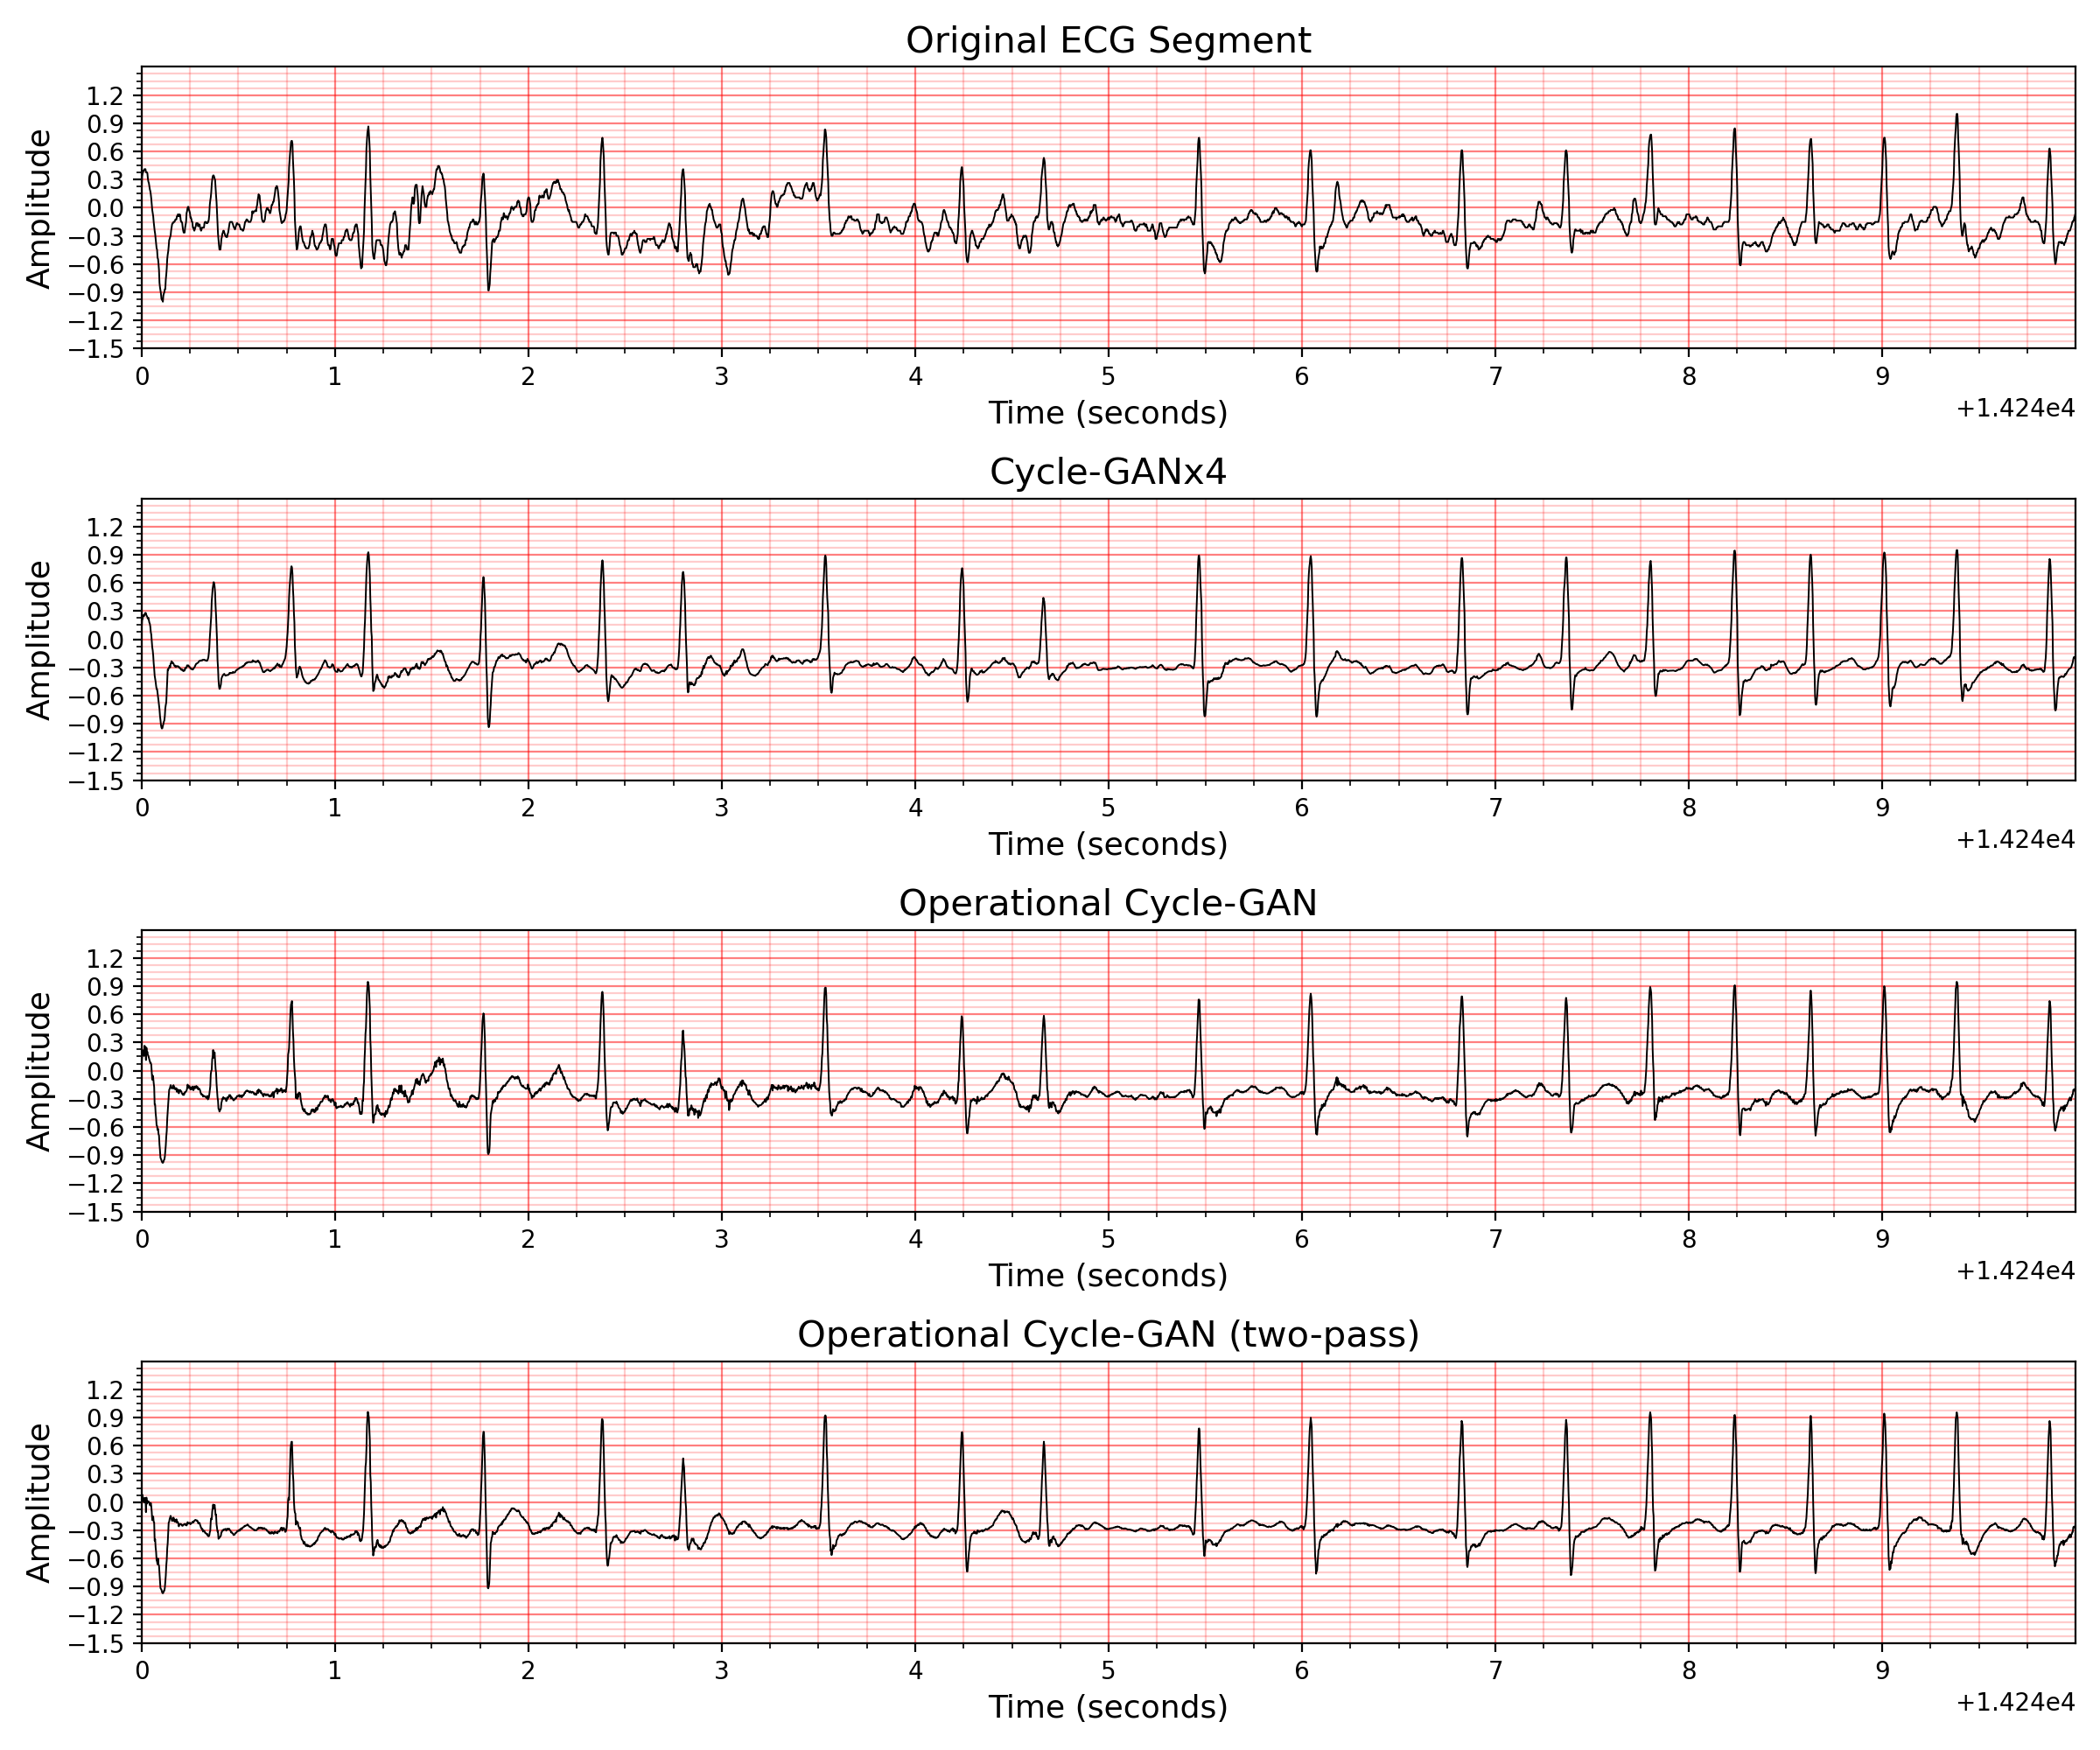 Original ECG Segment
Amplitude
1.2
0.9
0.6
0.3
0.0
−0.3
−0.6
−0.9
−1.2
−1.5
0 1 2 3 4 5 6 7 8 9
Time (seconds)
+1.424e4
Cycle-GANx4
Amplitude
1.2
0.9
0.6
0.3
0.0
−0.3
−0.6
−0.9
−1.2
−1.5
0 1 2 3 4 5 6 7 8 9
Time (seconds)
+1.424e4
Operational Cycle-GAN
Amplitude
1.2
0.9
0.6
0.3
0.0
−0.3
−0.6
−0.9
−1.2
−1.5
0 1 2 3 4 5 6 7 8 9
Time (seconds)
+1.424e4
Operational Cycle-GAN (two-pass)
Amplitude
1.2
0.9
0.6
0.3
0.0
−0.3
−0.6
−0.9
−1.2
−1.5
0 1 2 3 4 5 6 7 8 9
Time (seconds)
+1.424e4